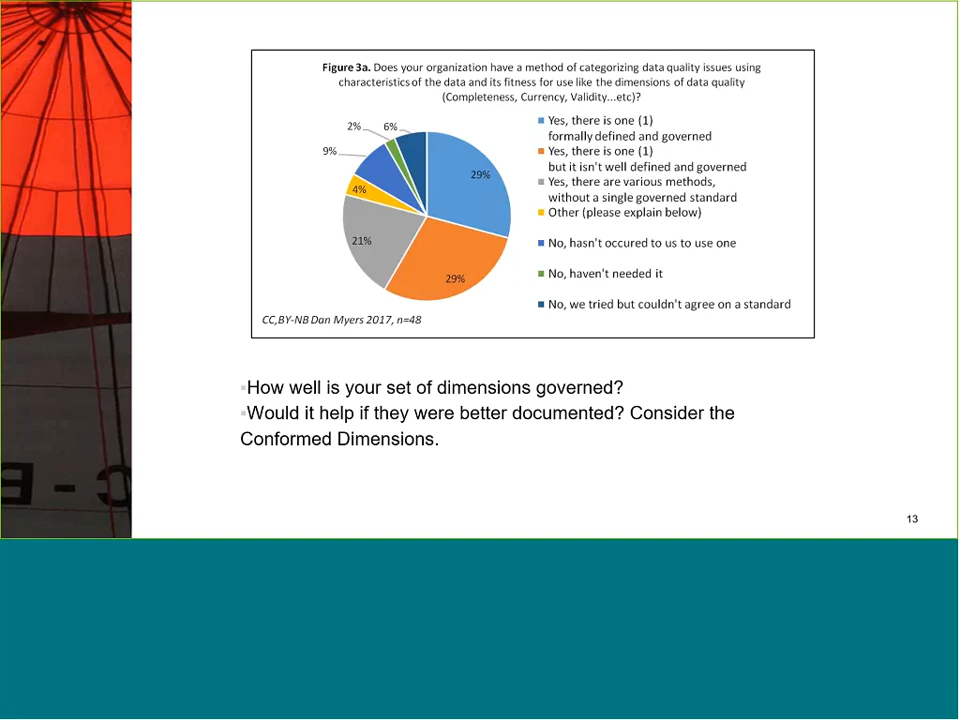 Figure 3a. Does your organization have a method of categorizing data quality issues using
characteristics of the data and its fitness for use like the dimensions of data quality
(Completeness, Currency, Validity...etc)?
Yes, there is one (1)
formally defined and governed
Yes, there is one (1)
but it isn't well defined and governed
Yes, there are various methods,
without a single governed standard
Other (please explain below)
No, hasn't occured to us to use one
No, haven't needed it
No, we tried but couldn't agree on a standard
2%
6%
9%
29%
4%
21%
29%
CC,BY-NB Dan Myers 2017, n=48
▪How well is your set of dimensions governed?
▪Would it help if they were better documented? Consider the
Conformed Dimensions.
13